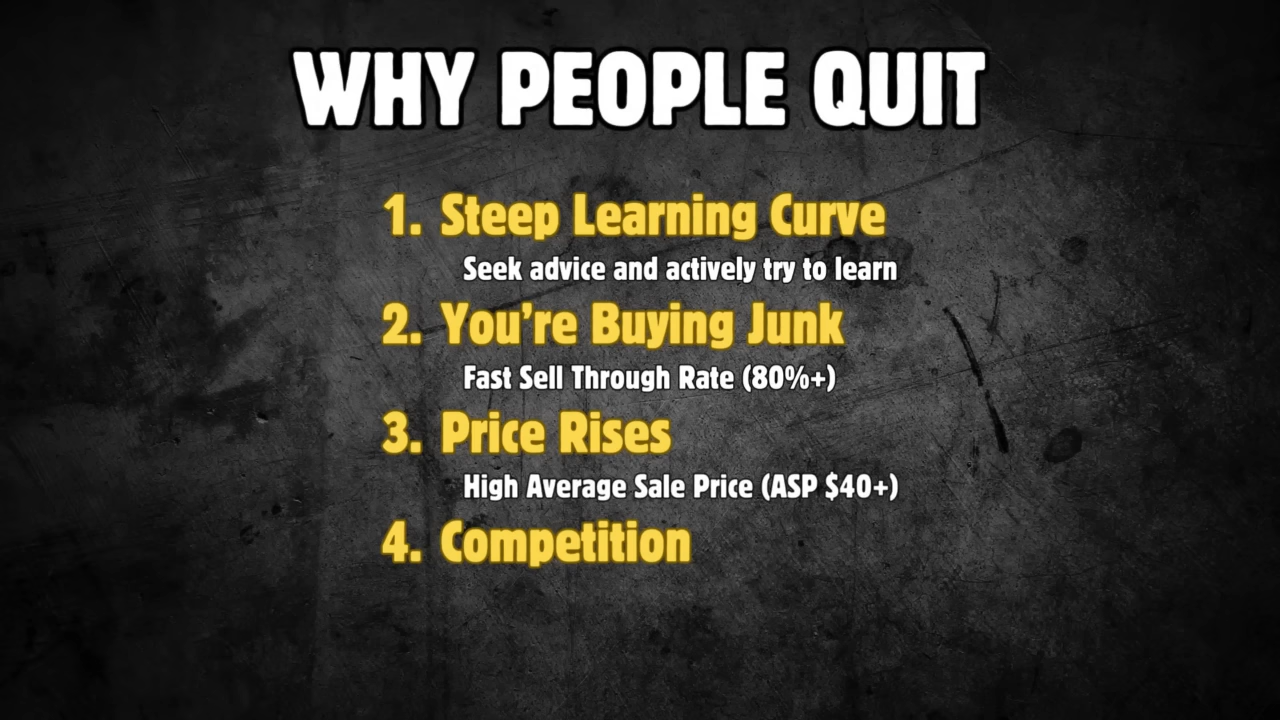 WHY PEOPLE QUIT
1. Steep Learning Curve
Seek advice and actively try to learn
2. You're Buying Junk
Fast Sell Through Rate (80%+)
3. Price Rises
High Average Sale Price (ASP $40+)
4. Competition